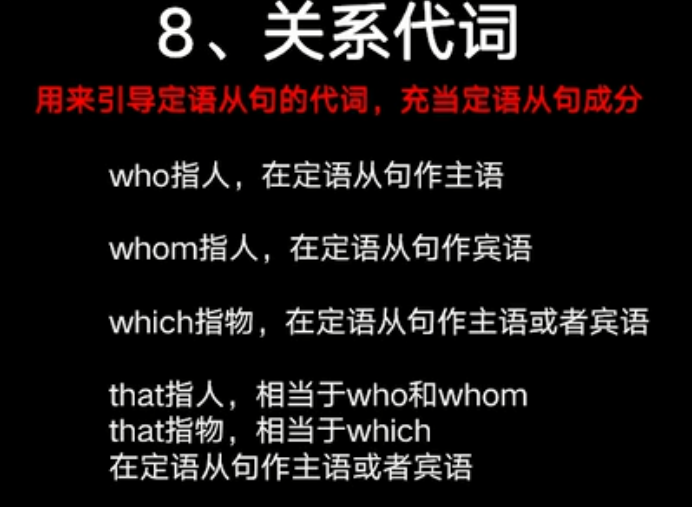 8、关系代词
用来引导定语从句的代词，充当定语从句成分
who指人，在定语从句作主语
whom指人，在定语从句作宾语
which指物，在定语从句作主语或者宾语
that指人，相当于who和whom
that指物，相当于which
在定语从句作主语或者宾语